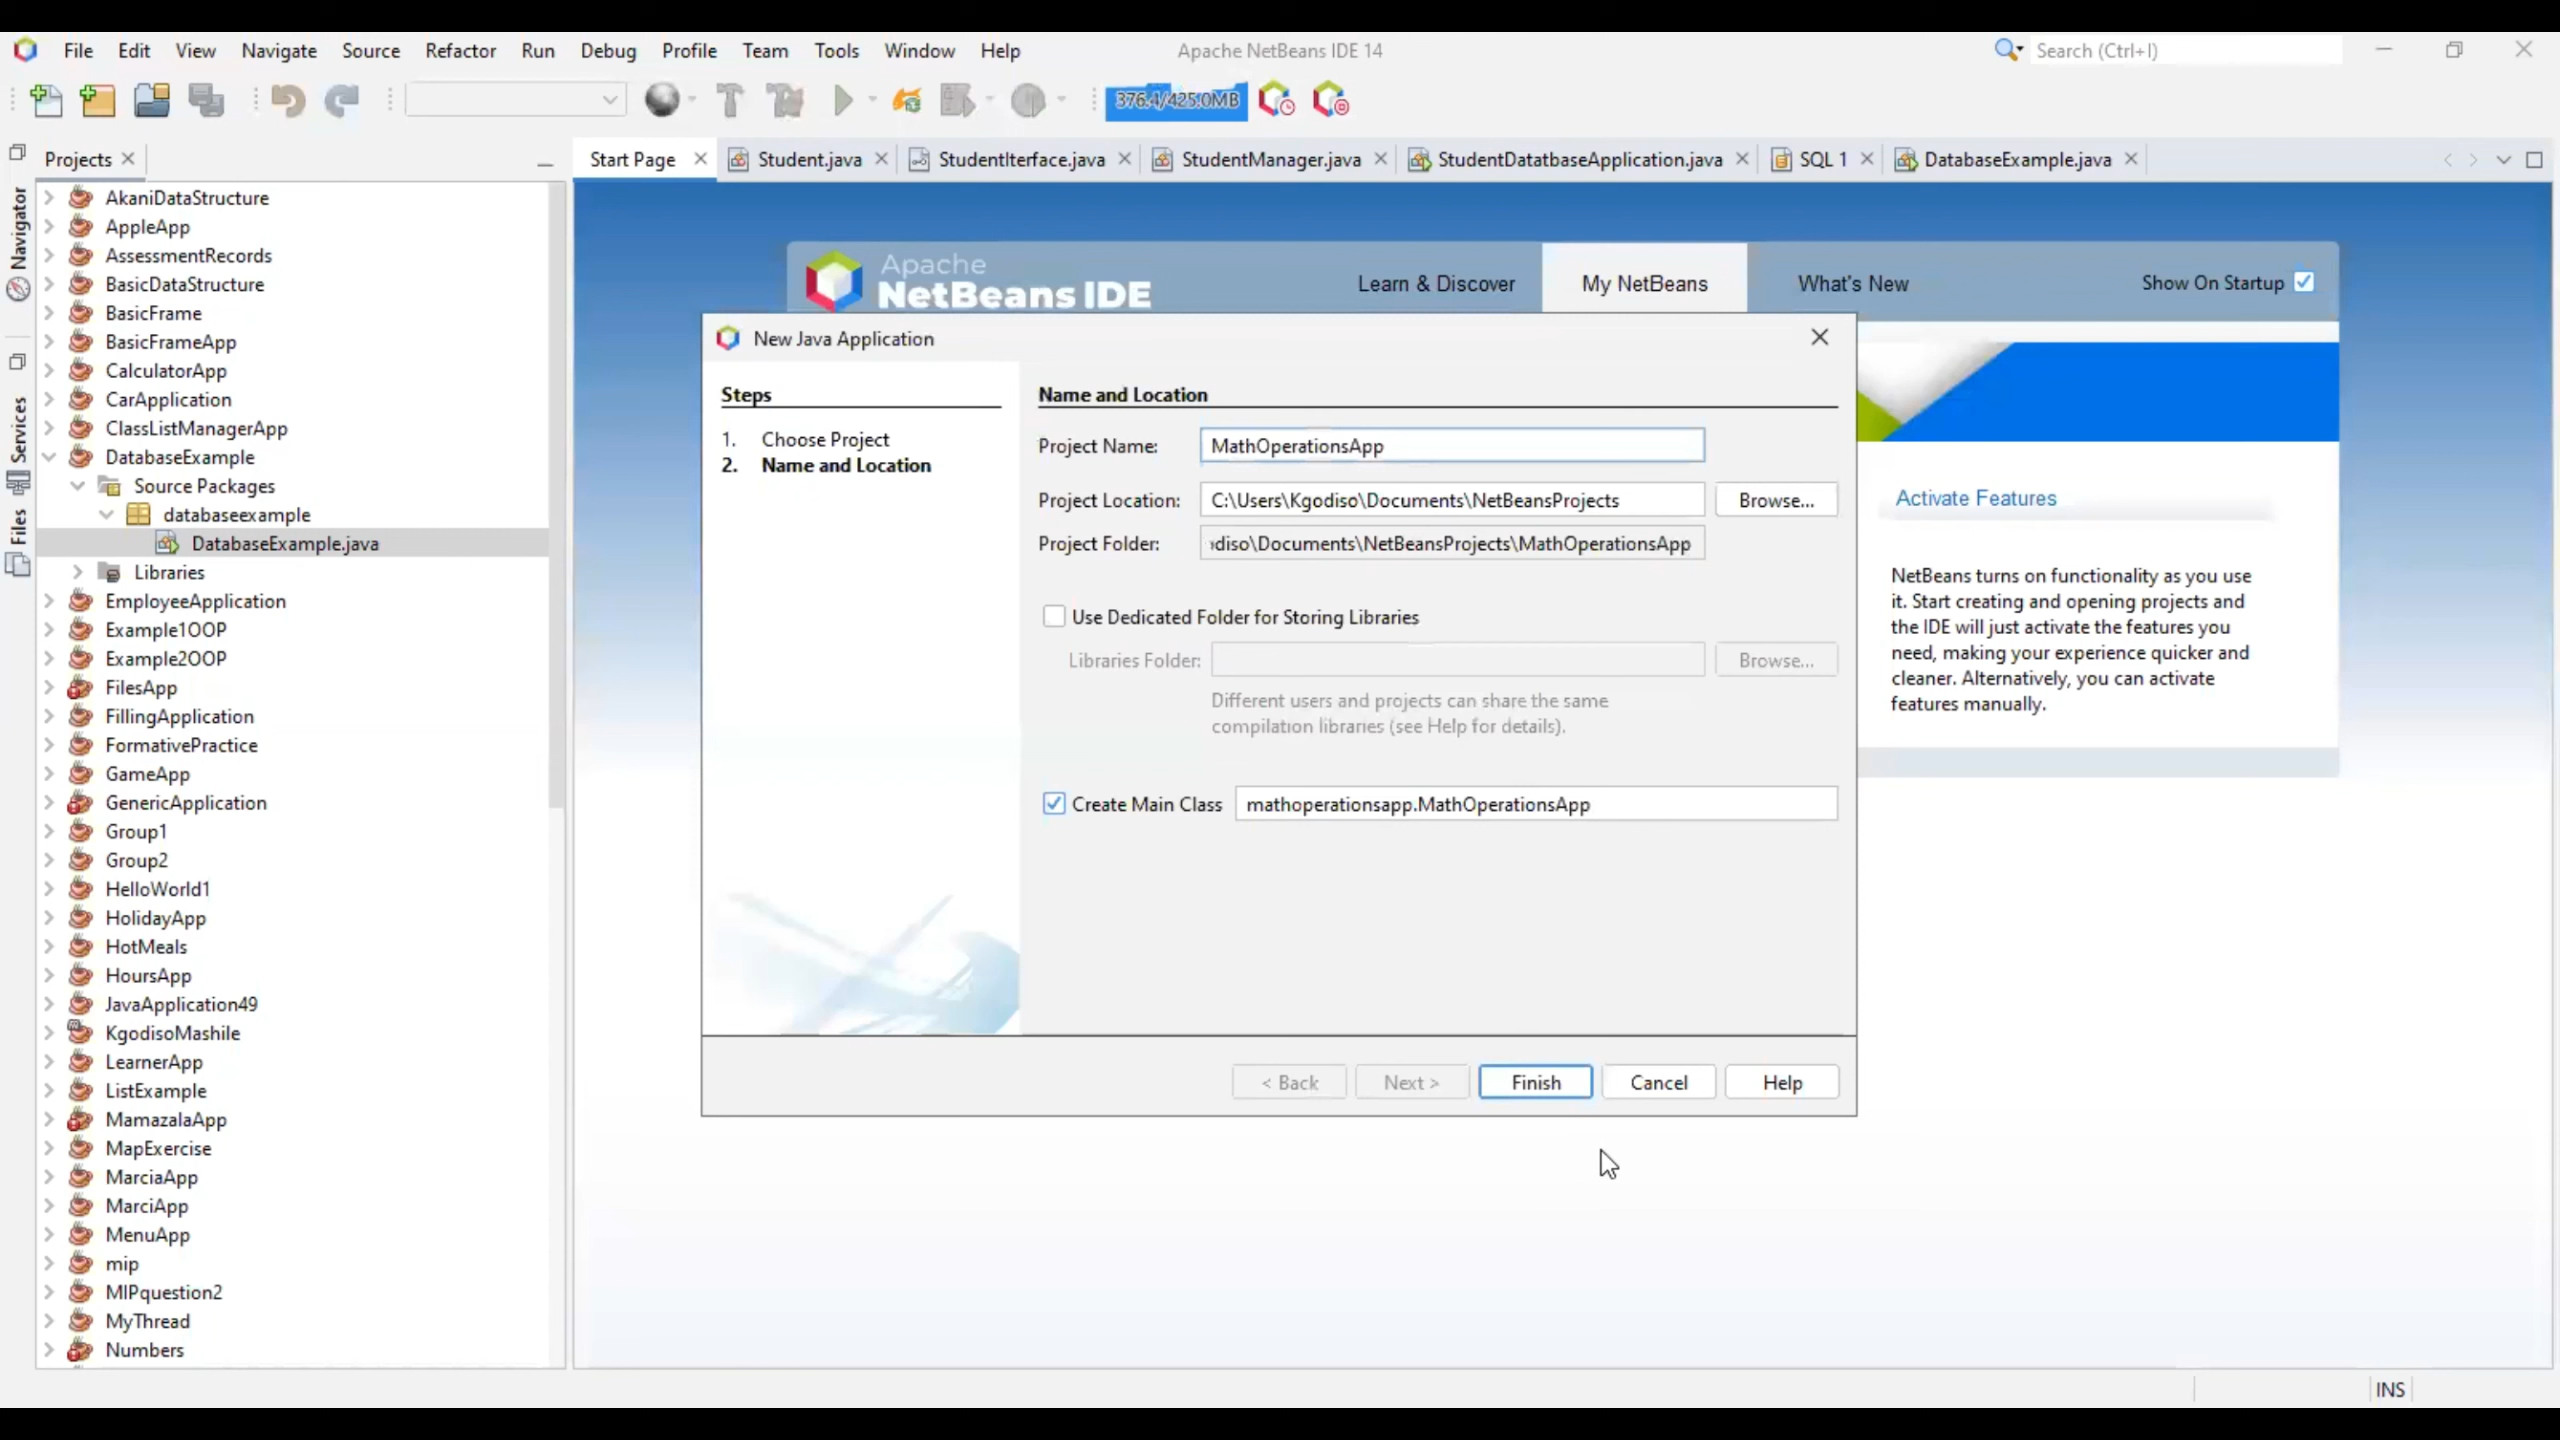 File Edit View Navigate Source Refactor Run Debug Profile Team Tools Window Help
Apache NetBeans IDE 14
Search (Ctrl+I)
376.4/425.0MB
Navigator
Services
Files
Projects
AkaniDataStructure
AppleApp
AssessmentRecords
BasicDataStructure
BasicFrame
BasicFrameApp
CalculatorApp
CarApplication
ClassListManagerApp
DatabaseExample
Source Packages
databaseexample
DatabaseExample.java
Libraries
EmployeeApplication
Example1OOP
Example2OOP
FilesApp
FillingApplication
FormativePractice
GameApp
GenericApplication
Group1
Group2
HelloWorld1
HolidayApp
HotMeals
HoursApp
JavaApplication49
KgodisoMashile
LearnerApp
ListExample
MamazalaApp
MapExercise
MarciaApp
MarciApp
MenuApp
mip
MIPquestion2
MyThread
Numbers
Start Page Student.java StudentIterface.java StudentManager.java StudentDatatbaseApplication.java SQL 1 DatabaseExample.java
Apache
NetBeans IDE
Learn & Discover
My NetBeans
What's New
Show On Startup
New Java Application
Steps
1. Choose Project
2. Name and Location
Name and Location
Project Name: MathOperationsApp
Project Location: C:\Users\Kgodiso\Documents\NetBeansProjects Browse...
Project Folder: diso\Documents\NetBeansProjects\MathOperationsApp
Use Dedicated Folder for Storing Libraries
Libraries Folder: Browse...
Different users and projects can share the same
compilation libraries (see Help for details).
Create Main Class mathoperationsapp.MathOperationsApp
< Back Next > Finish Cancel Help
Activate Features
NetBeans turns on functionality as you use
it. Start creating and opening projects and
the IDE will just activate the features you
need, making your experience quicker and
cleaner. Alternatively, you can activate
features manually.
INS